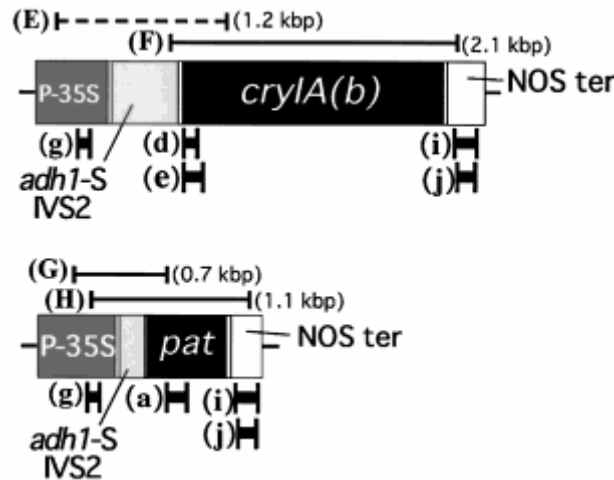 (E) (1.2 kbp)
(F) (2.1 kbp)
P-35S cryIA(b) NOS ter
(g) (d) (i)
adh1-S (e) (j)
IVS2
(G) (0.7 kbp)
(H) (1.1 kbp)
P-35S pat NOS ter
(g) (a) (i)
adh1-S (j)
IVS2